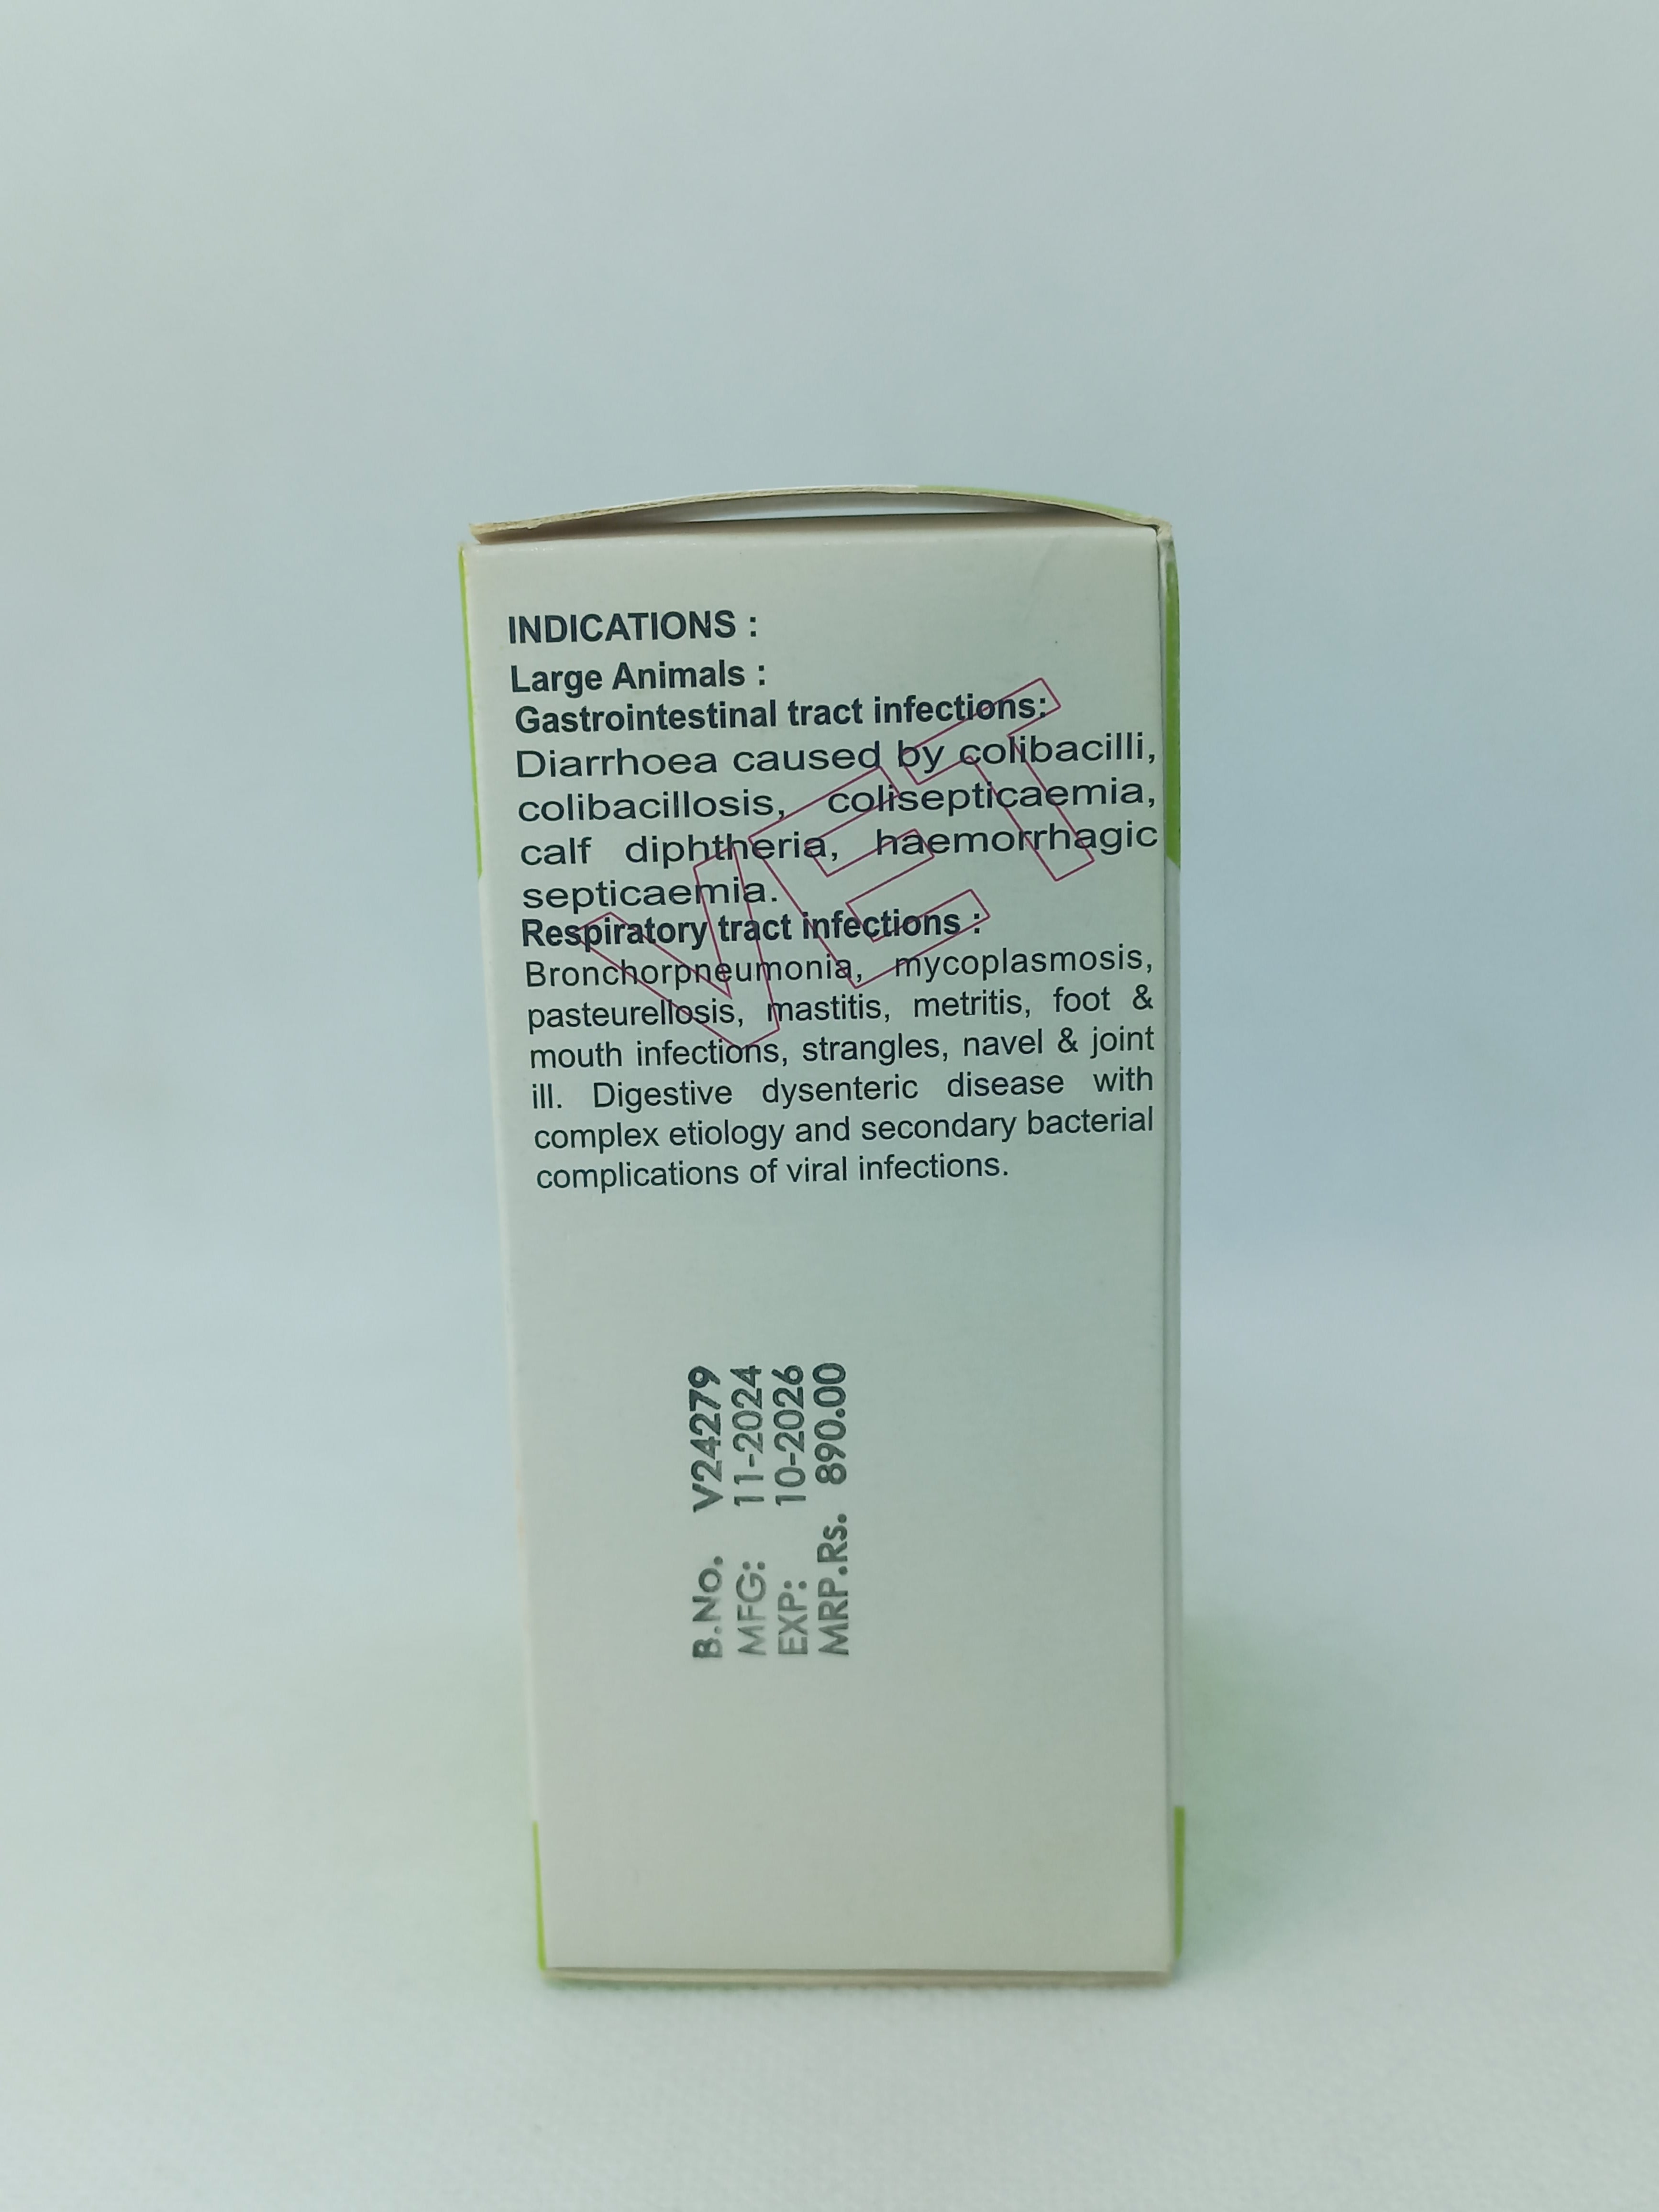 INDICATIONS :
Large Animals :
Gastrointestinal tract infections:
Diarrhoea caused by colibacilli,
colibacillosis, colisepticaemia,
calf diphtheria, haemorrhagic
septicaemia.
Respiratory tract infections :
Bronchorpneumonia, mycoplasmosis,
pasteurellosis, mastitis, metritis, foot &
mouth infections, strangles, navel & joint
ill. Digestive dysenteric disease with
complex etiology and secondary bacterial
complications of viral infections.
VET
B.No. V24279
MFG: 11-2024
EXP: 10-2026
MRP.Rs. 890.00